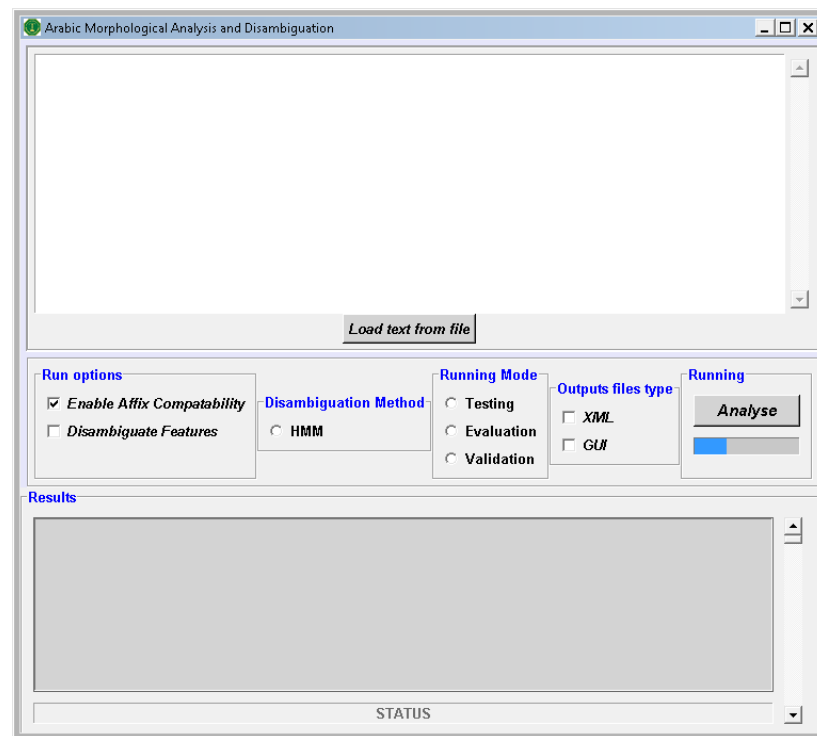 Arabic Morphological Analysis and Disambiguation
Load text from file
Run options
Enable Affix Compatability
Disambiguate Features
Disambiguation Method
HMM
Running Mode
Testing
Evaluation
Validation
Outputs files type
XML
GUI
Running
Analyse
Results
STATUS